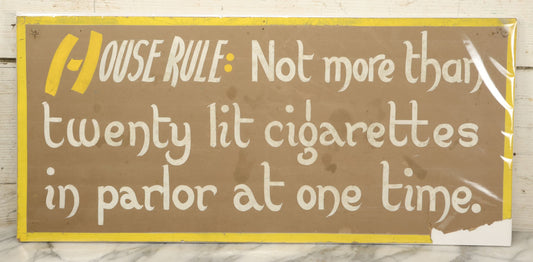 HOUSE RULE: Not more than
twenty lit cigarettes
in parlor at one time.